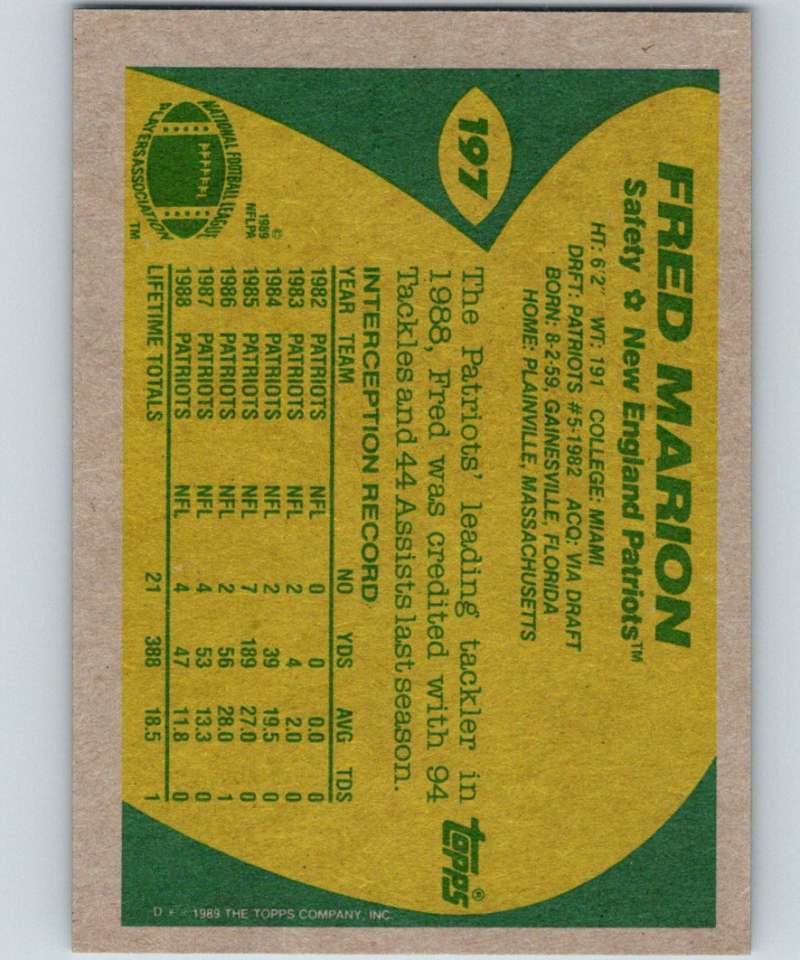 197
FRED MARION
Safety ✩ New England Patriots™
HT: 6'2" WT: 191 COLLEGE: MIAMI
DRFT: PATRIOTS #5-1982 ACQ: VIA DRAFT
BORN: 8-2-59, GAINESVILLE, FLORIDA
HOME: PLAINVILLE, MASSACHUSETTS
The Patriots' leading tackler in
1988, Fred was credited with 94
Tackles and 44 Assists last season.
INTERCEPTION RECORD
YEAR TEAM NO YDS AVG TDS
1982 PATRIOTS NFL 0 0 0.0 0
1983 PATRIOTS NFL 2 4 2.0 0
1984 PATRIOTS NFL 2 39 19.5 0
1985 PATRIOTS NFL 7 189 27.0 0
1986 PATRIOTS NFL 2 56 28.0 1
1987 PATRIOTS NFL 4 53 13.3 0
1988 PATRIOTS NFL 4 47 11.8 0
LIFETIME TOTALS 21 388 18.5 1
NATIONAL FOOTBALL LEAGUE
PLAYERS ASSOCIATION
TM
©
1989
NFLPA
topps®
D * * 1989 THE TOPPS COMPANY, INC.